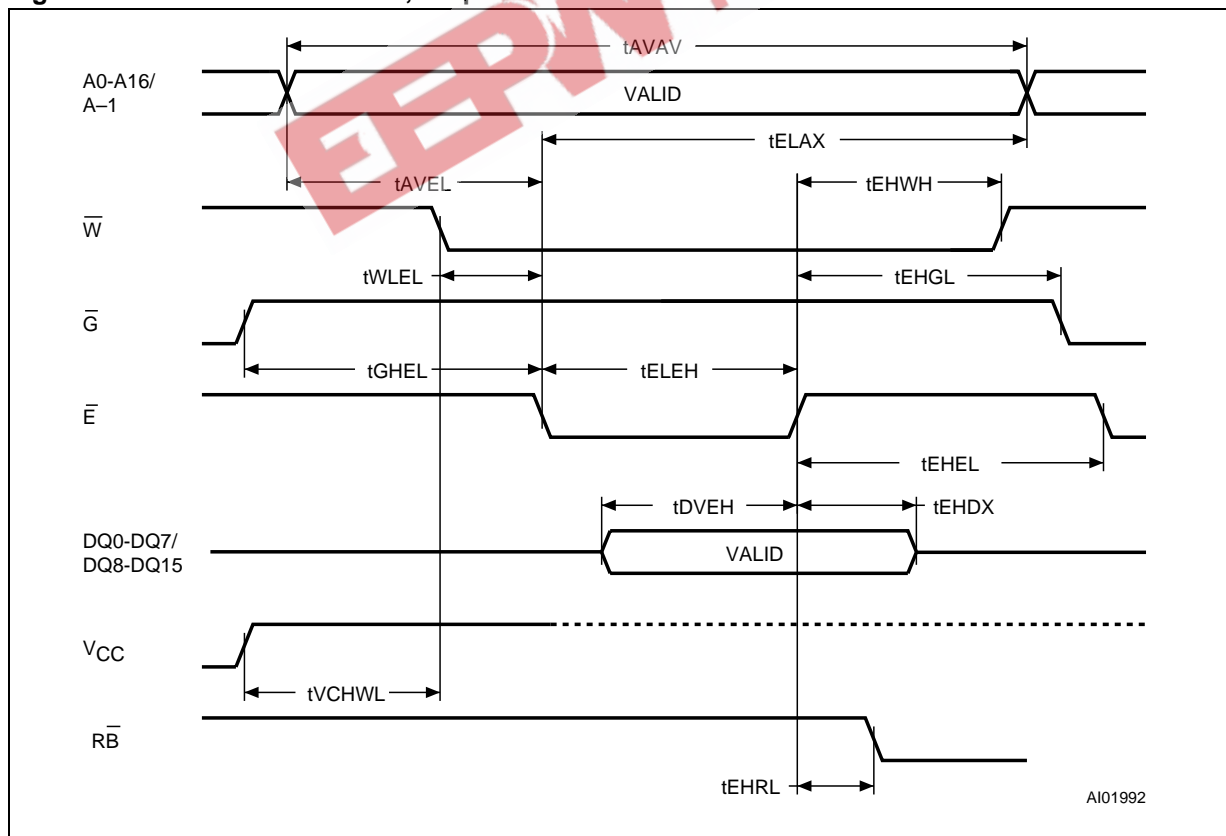 tAVAV
A0-A16/
A–1
VALID
tELAX
tAVEL
tEHWH
W̅
tWLEL
tEHGL
G̅
tGHEL
tELEH
E̅
tEHEL
tDVEH
tEHDX
DQ0-DQ7/
DQ8-DQ15
VALID
VCC
tVCHWL
RB̅
tEHRL
AI01992